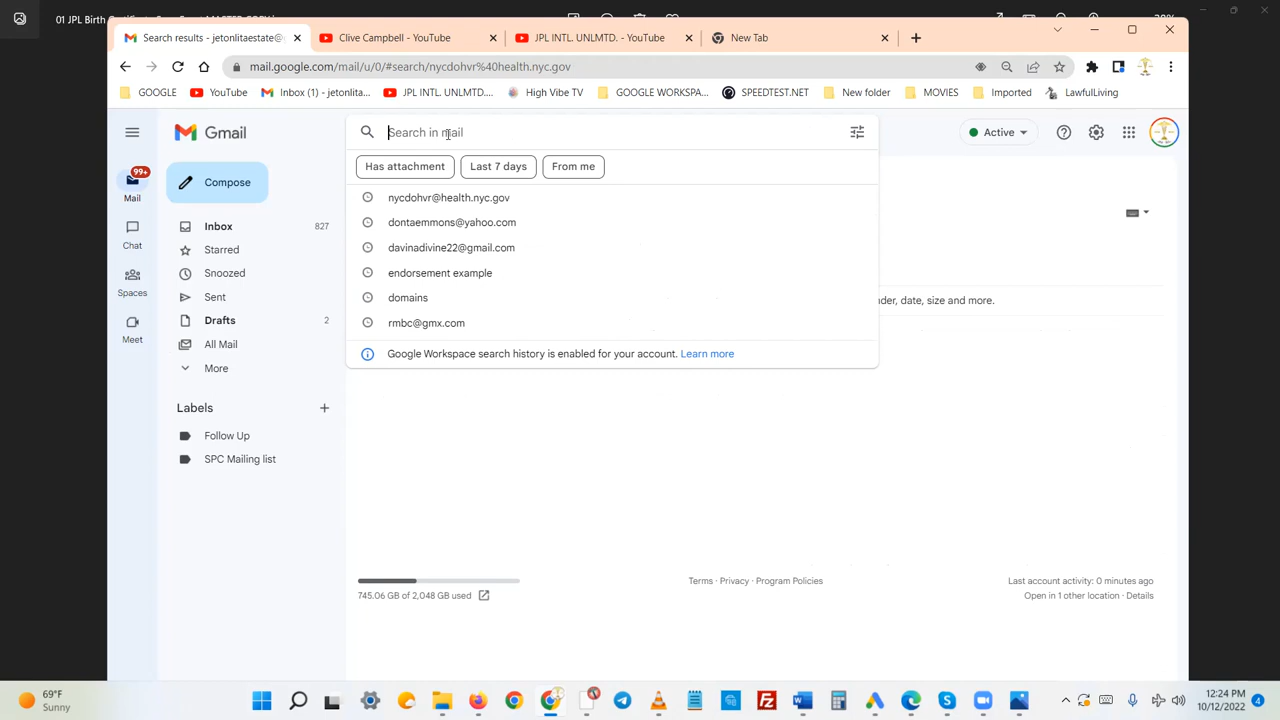 01 JPL Birth Certificate
Search results - jetonlitaestate@
Clive Campbell - YouTube
JPL INTL. UNLMTD. - YouTube
New Tab
mail.google.com/mail/u/0/#search/nycdohvr%40health.nyc.gov
GOOGLE
YouTube
Inbox (1) - jetonlita...
JPL INTL. UNLMTD....
High Vibe TV
GOOGLE WORKSPA...
SPEEDTEST.NET
New folder
MOVIES
Imported
LawfulLiving
Gmail
Search in mail
Active
Compose
Has attachment
Last 7 days
From me
99+
Mail
Chat
Spaces
Meet
Inbox 827
Starred
Snoozed
Sent
Drafts 2
All Mail
More
Labels
Follow Up
SPC Mailing list
nycdohvr@health.nyc.gov
dontaemmons@yahoo.com
davinadivine22@gmail.com
endorsement example
domains
rmbc@gmx.com
Google Workspace search history is enabled for your account. Learn more
nder, date, size and more.
745.06 GB of 2,048 GB used
Terms · Privacy · Program Policies
Last account activity: 0 minutes ago
Open in 1 other location · Details
69°F
Sunny
12:24 PM
10/12/2022
4